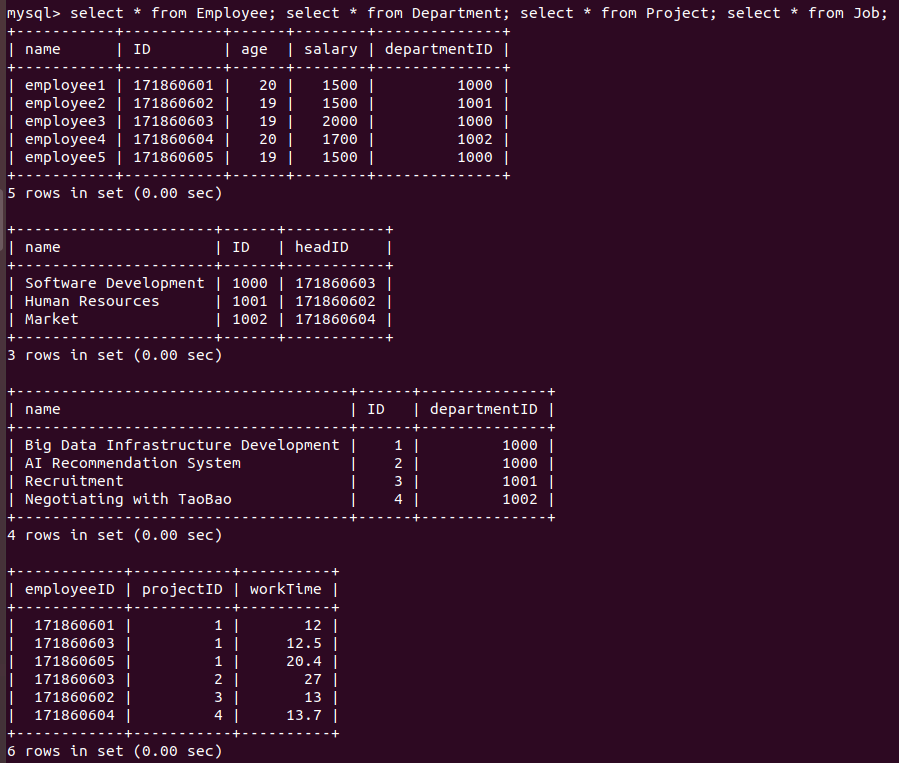 mysql> select * from Employee; select * from Department; select * from Project; select * from Job;
+-----------+-----------+------+--------+--------------+
| name      | ID        | age  | salary | departmentID |
+-----------+-----------+------+--------+--------------+
| employee1 | 171860601 |   20 |   1500 |         1000 |
| employee2 | 171860602 |   19 |   1500 |         1001 |
| employee3 | 171860603 |   19 |   2000 |         1000 |
| employee4 | 171860604 |   20 |   1700 |         1002 |
| employee5 | 171860605 |   19 |   1500 |         1000 |
+-----------+-----------+------+--------+--------------+
5 rows in set (0.00 sec)

+----------------------+------+-----------+
| name                 | ID   | headID    |
+----------------------+------+-----------+
| Software Development | 1000 | 171860603 |
| Human Resources      | 1001 | 171860602 |
| Market               | 1002 | 171860604 |
+----------------------+------+-----------+
3 rows in set (0.00 sec)

+-------------------------------------+------+--------------+
| name                                | ID   | departmentID |
+-------------------------------------+------+--------------+
| Big Data Infrastructure Development |    1 |         1000 |
| AI Recommendation System            |    2 |         1000 |
| Recruitment                         |    3 |         1001 |
| Negotiating with TaoBao             |    4 |         1002 |
+-------------------------------------+------+--------------+
4 rows in set (0.00 sec)

+------------+-----------+----------+
| employeeID | projectID | workTime |
+------------+-----------+----------+
|  171860601 |         1 |       12 |
|  171860603 |         1 |     12.5 |
|  171860605 |         1 |     20.4 |
|  171860603 |         2 |       27 |
|  171860602 |         3 |       13 |
|  171860604 |         4 |     13.7 |
+------------+-----------+----------+
6 rows in set (0.00 sec)